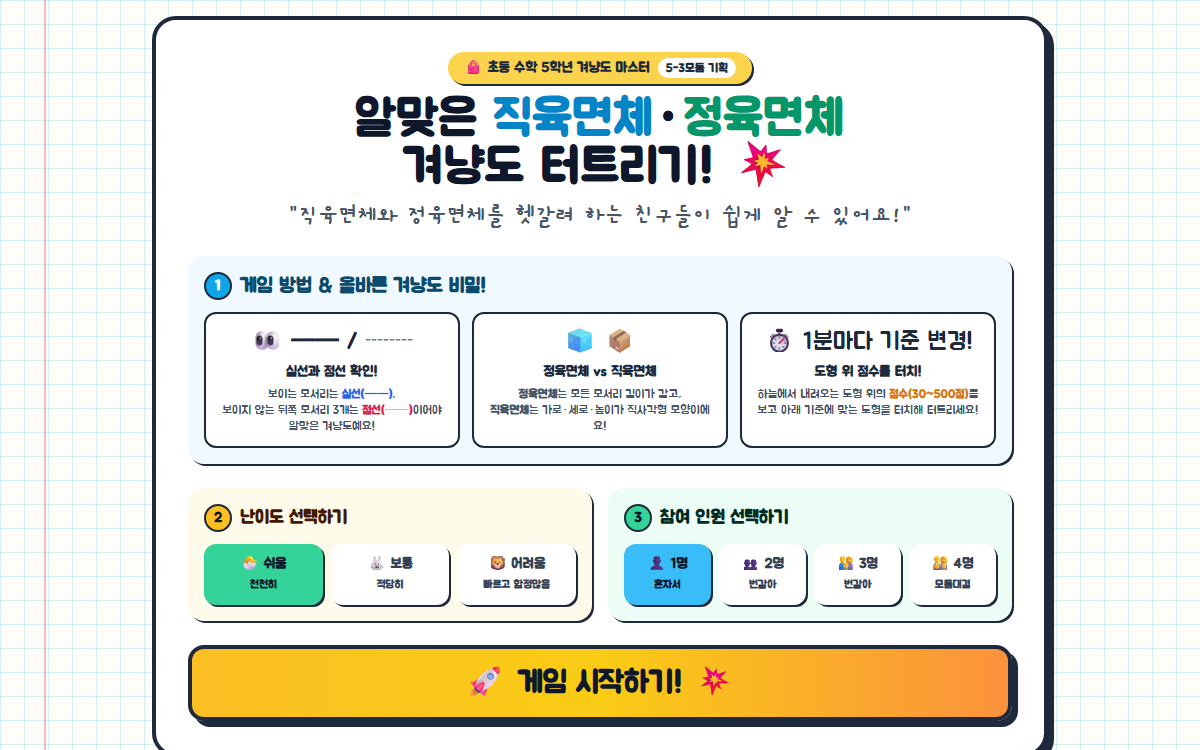 초등 수학 5학년 겨냥도 마스터 5-3모둠 기획
알맞은 직육면체·정육면체
겨냥도 터트리기!
"직육면체와 정육면체를 헷갈려 하는 친구들이 쉽게 알 수 있어요!"
1 게임 방법 & 올바른 겨냥도 비밀!
━━━ / --------
실선과 점선 확인!
보이는 모서리는 실선(───),
보이지 않는 뒤쪽 모서리 3개는 점선(┈┈┈)이어야
알맞은 겨냥도예요!
정육면체 vs 직육면체
정육면체는 모든 모서리 길이가 같고,
직육면체는 가로·세로·높이가 직사각형 모양이에
요!
1분마다 기준 변경!
도형 위 점수를 터치!
하늘에서 내려오는 도형 위의 점수(30~500점)를
보고 아래 기준에 맞는 도형을 터치해 터트리세요!
2 난이도 선택하기
쉬움
천천히
보통
적당히
어려움
빠르고 함정많음
3 참여 인원 선택하기
1명
혼자서
2명
번갈아
3명
번갈아
4명
모둠대결
게임 시작하기!